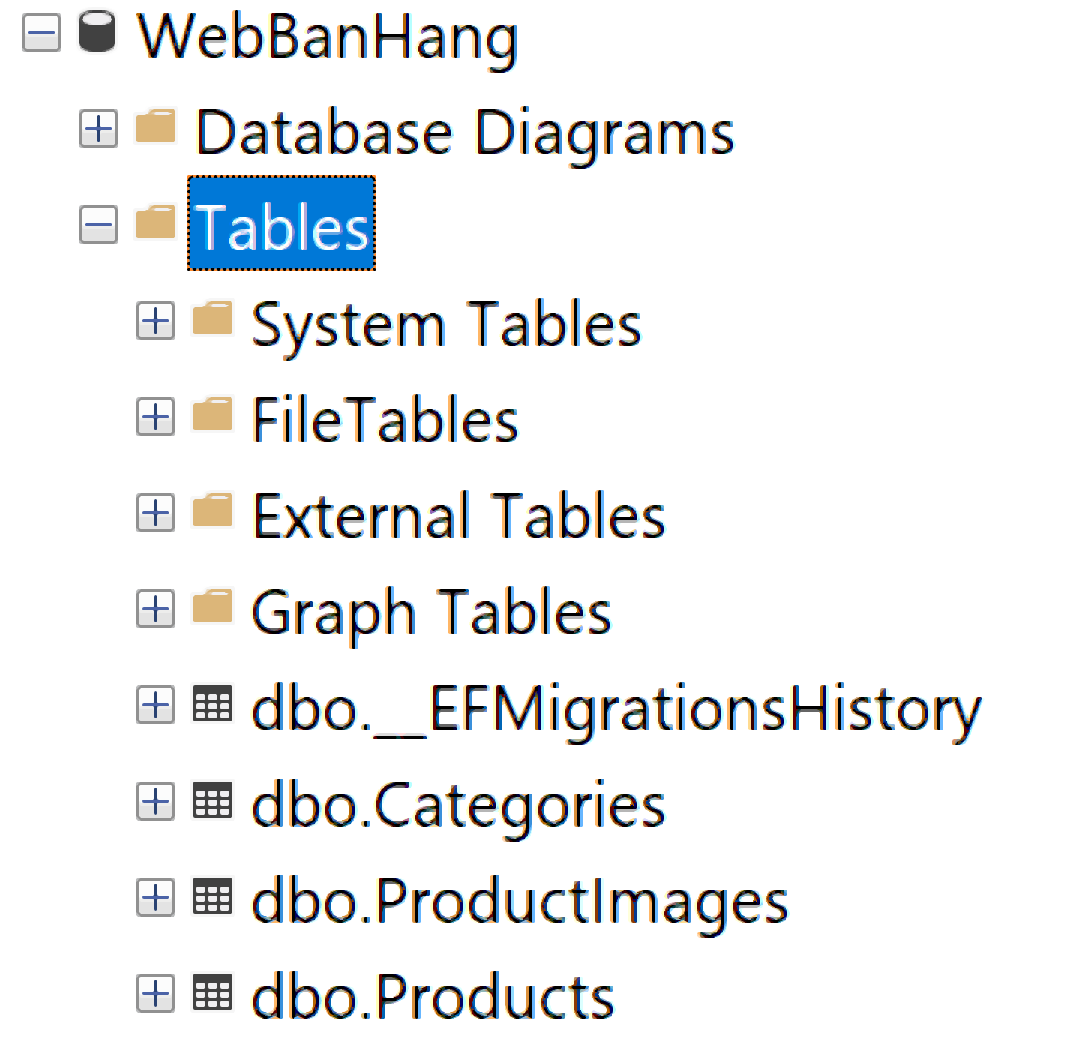 WebBanHang
Database Diagrams
Tables
System Tables
FileTables
External Tables
Graph Tables
dbo.__EFMigrationsHistory
dbo.Categories
dbo.ProductImages
dbo.Products